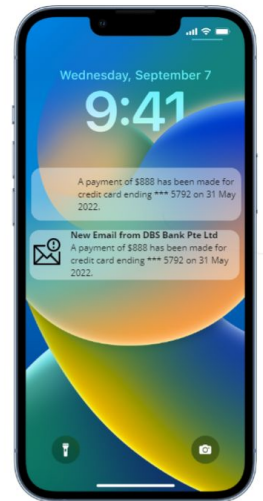 Wednesday, September 7
9:41
A payment of $888 has been made for
credit card ending *** 5792 on 31 May
2022.
New Email from DBS Bank Pte Ltd
A payment of $888 has been made for
credit card ending *** 5792 on 31 May
2022.